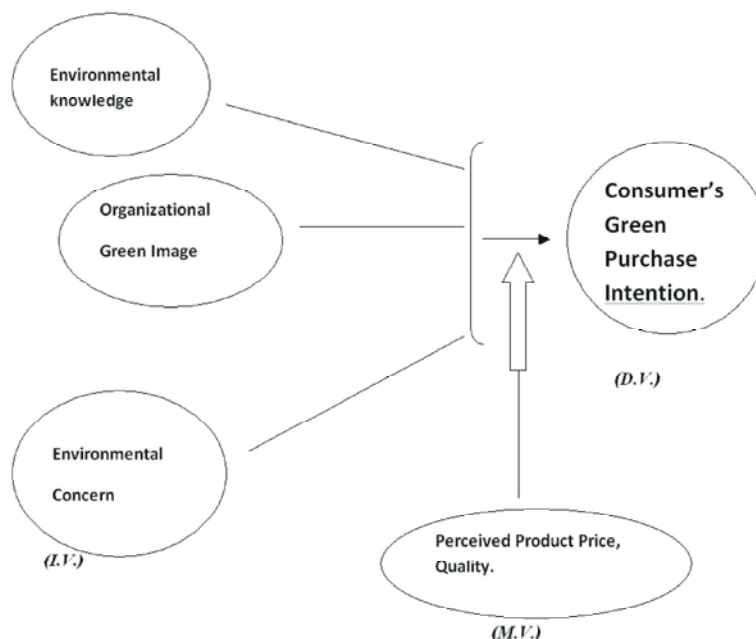 Environmental
knowledge
Organizational
Green Image
Consumer's
Green
Purchase
Intention.
(D.V.)
Environmental
Concern
(I.V.)
Perceived Product Price,
Quality.
(M.V.)